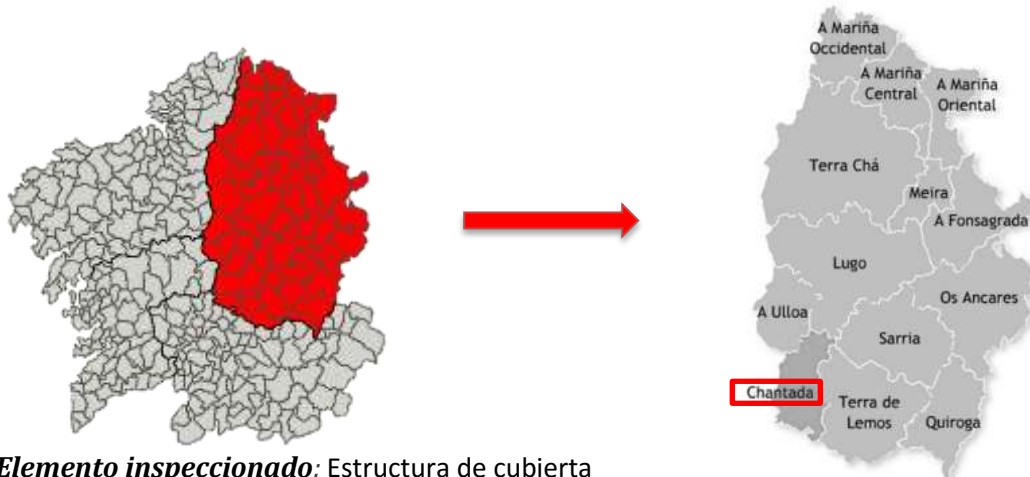 A Mariña
Occidental
A Mariña
Central
A Mariña
Oriental
Terra Chá
Meira
A Fonsagrada
Lugo
Os Ancares
A Ulloa
Sarria
Chantada
Terra de
Lemos
Quiroga
Elemento inspeccionado: Estructura de cubierta